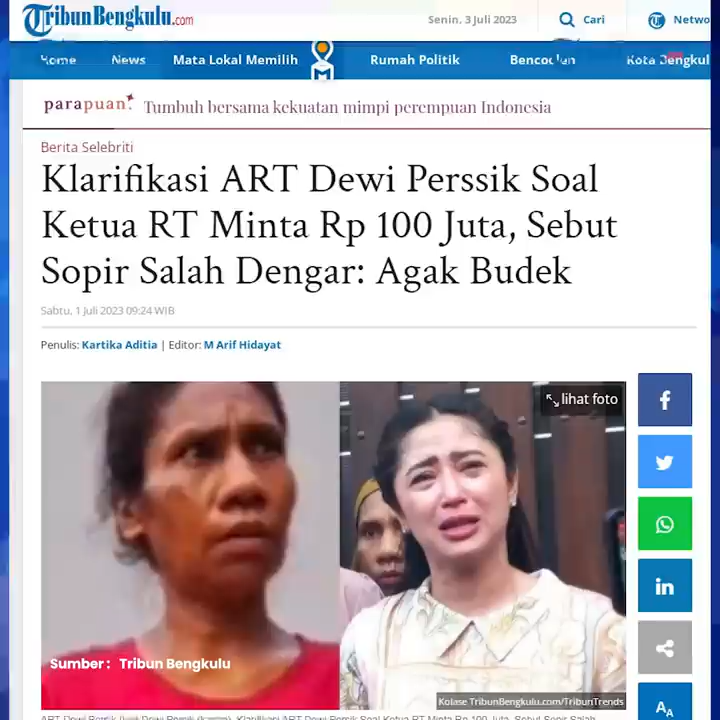 TribunBengkulu.com
Senin, 3 Juli 2023
Cari
Netwo
Home
News
Mata Lokal Memilih
Rumah Politik
Kota Bengkul
parapuan
Tumbuh bersama kekuatan mimpi perempuan Indonesia
Berita Selebriti
Klarifikasi ART Dewi Perssik Soal
Ketua RT Minta Rp 100 Juta, Sebut
Sopir Salah Dengar: Agak Budek
Sabtu, 1 Juli 2023 09:24 WIB
Penulis: Kartika Aditia | Editor: M Arif Hidayat
lihat foto
Sumber : Tribun Bengkulu
Kolase TribunBengkulu.com/TribunTrends